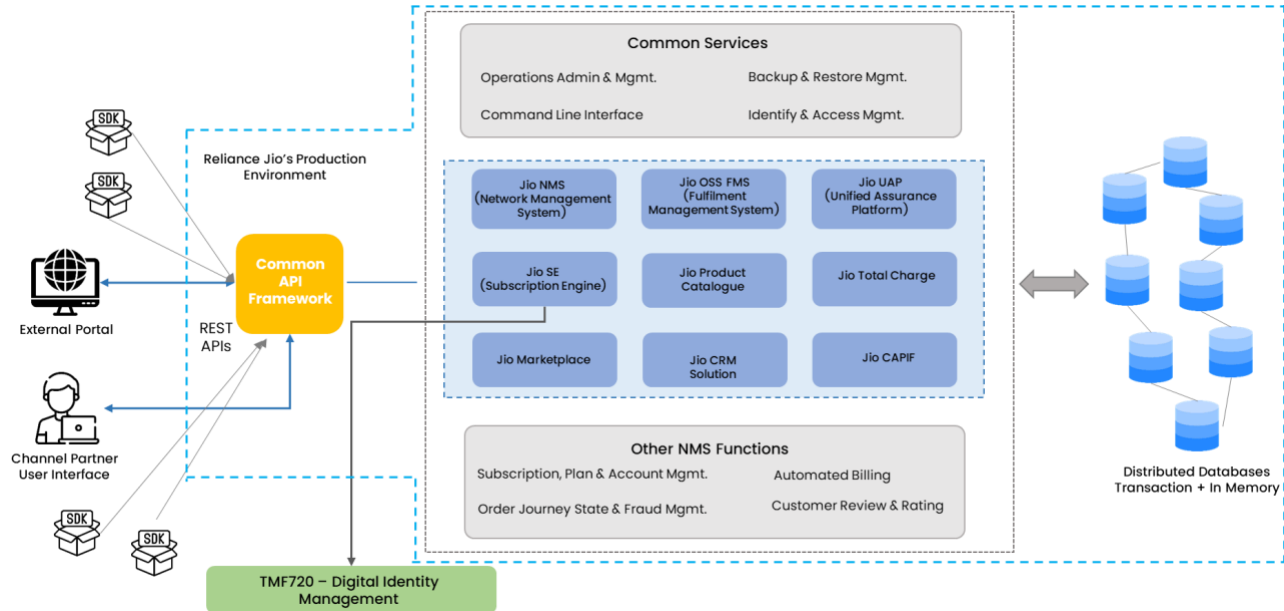 Common Services
Operations Admin & Mgmt.
Backup & Restore Mgmt.
Command Line Interface
Identify & Access Mgmt.
SDK
SDK
Reliance Jio's Production
Environment
Jio NMS
(Network Management
System)
Jio OSS FMS
(Fulfilment
Management System)
Jio UAP
(Unified Assurance
Platform)
Common
API
Framework
Jio SE
(Subscription Engine)
Jio Product
Catalogue
Jio Total Charge
External Portal
REST
APIs
Jio Marketplace
Jio CRM
Solution
Jio CAPIF
Channel Partner
User Interface
Other NMS Functions
Subscription, Plan & Account Mgmt.
Automated Billing
Order Journey State & Fraud Mgmt.
Customer Review & Rating
Distributed Databases
Transaction + In Memory
SDK
SDK
TMF720 – Digital Identity
Management